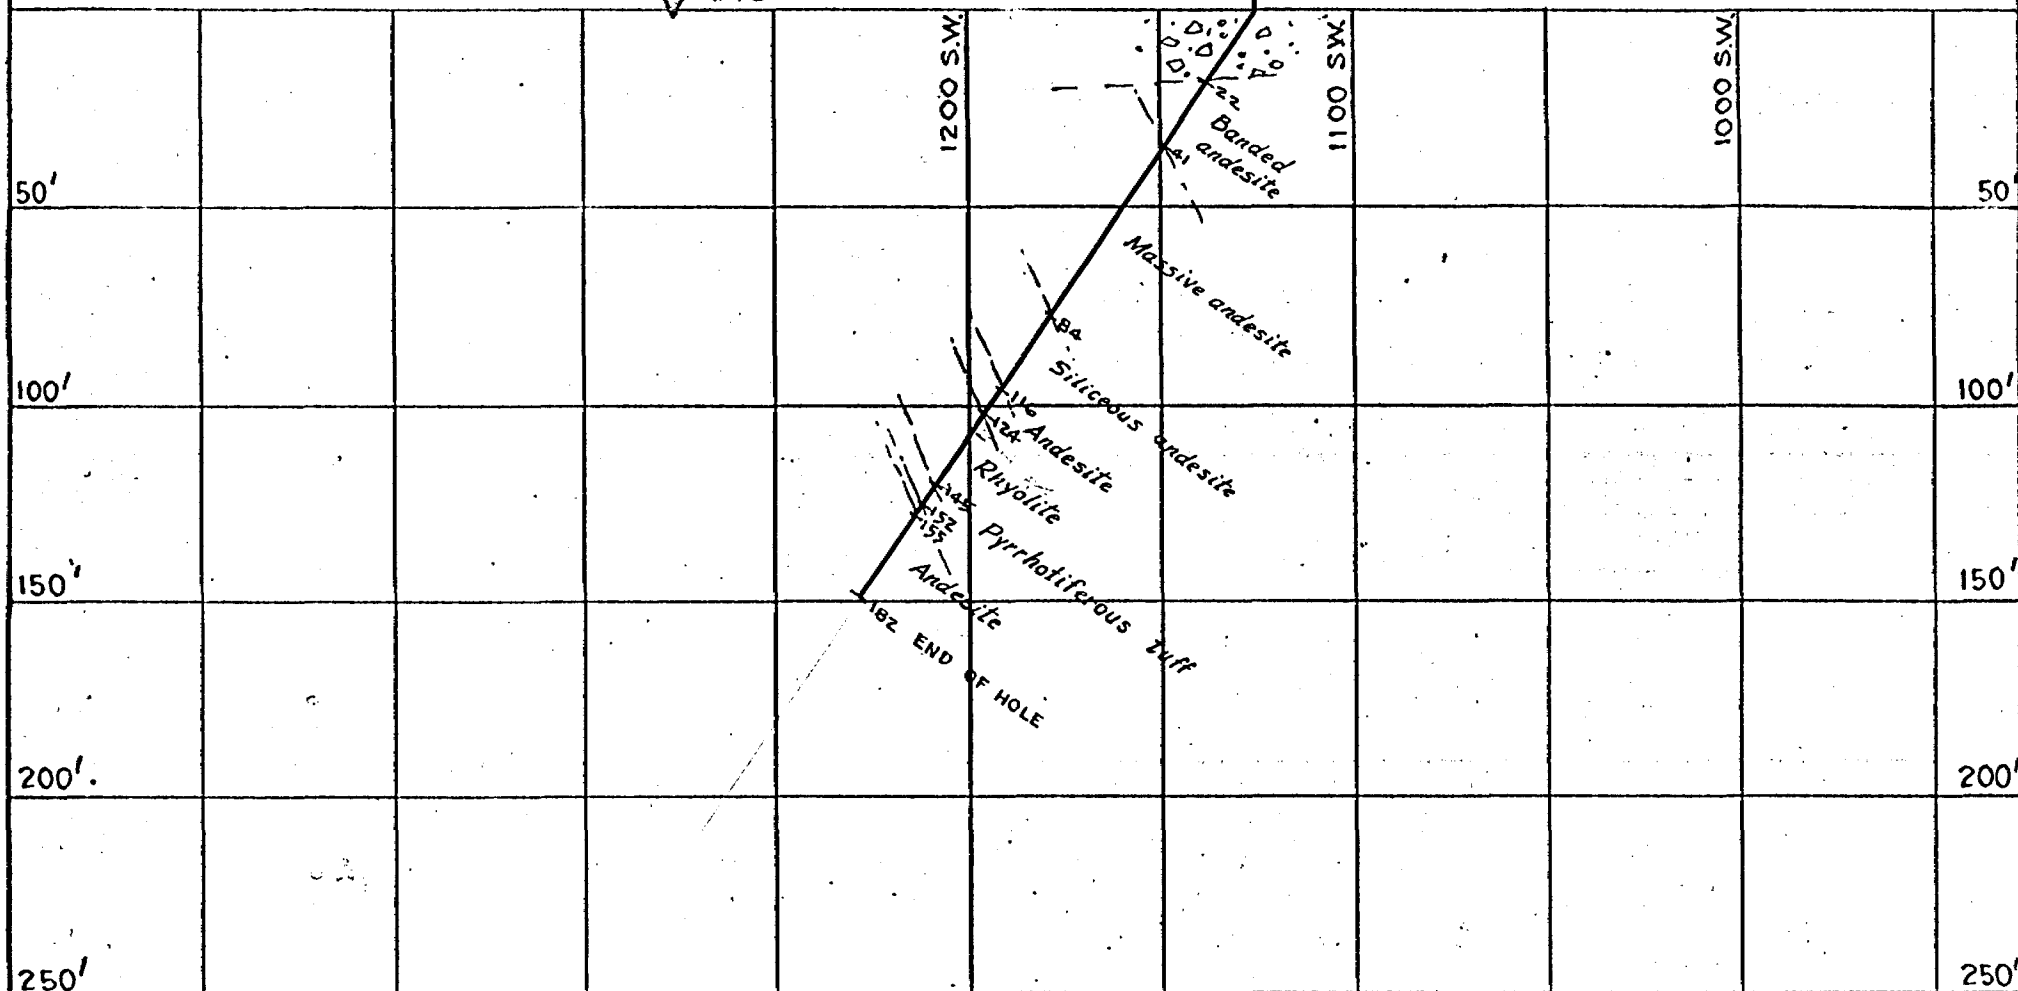 1200 S.W.
1100 S.W.
1000 S.W.
22
Banded
andesite
41
50' 50'
Massive andesite
84
Siliceous andesite
100' 100'
116
124 Andesite
Rhyolite
145
152
155
Pyrrhotiferous tuff
150' 150'
Andesite
182 END OF HOLE
200' 200'
250' 250'